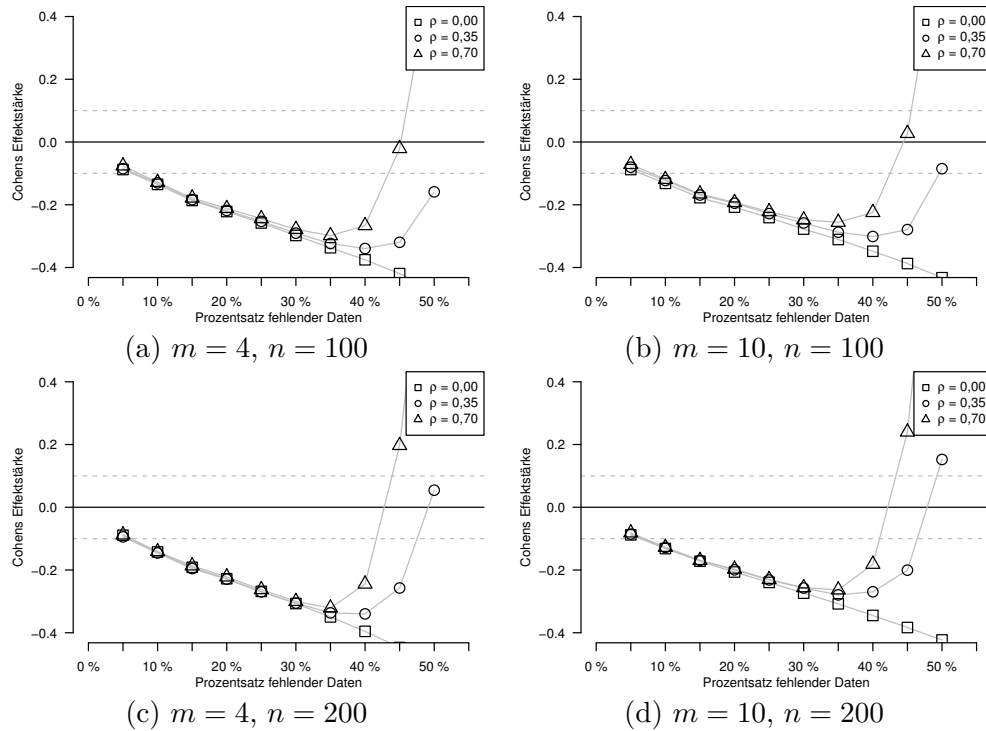 0.4
0.2
0.0
−0.2
−0.4
Cohens Effektstärke
ρ = 0,00
ρ = 0,35
ρ = 0,70
0 % 10 % 20 % 30 % 40 % 50 %
Prozentsatz fehlender Daten
(a) m = 4, n = 100
0.4
0.2
0.0
−0.2
−0.4
Cohens Effektstärke
ρ = 0,00
ρ = 0,35
ρ = 0,70
0 % 10 % 20 % 30 % 40 % 50 %
Prozentsatz fehlender Daten
(b) m = 10, n = 100
0.4
0.2
0.0
−0.2
−0.4
Cohens Effektstärke
ρ = 0,00
ρ = 0,35
ρ = 0,70
0 % 10 % 20 % 30 % 40 % 50 %
Prozentsatz fehlender Daten
(c) m = 4, n = 200
0.4
0.2
0.0
−0.2
−0.4
Cohens Effektstärke
ρ = 0,00
ρ = 0,35
ρ = 0,70
0 % 10 % 20 % 30 % 40 % 50 %
Prozentsatz fehlender Daten
(d) m = 10, n = 200